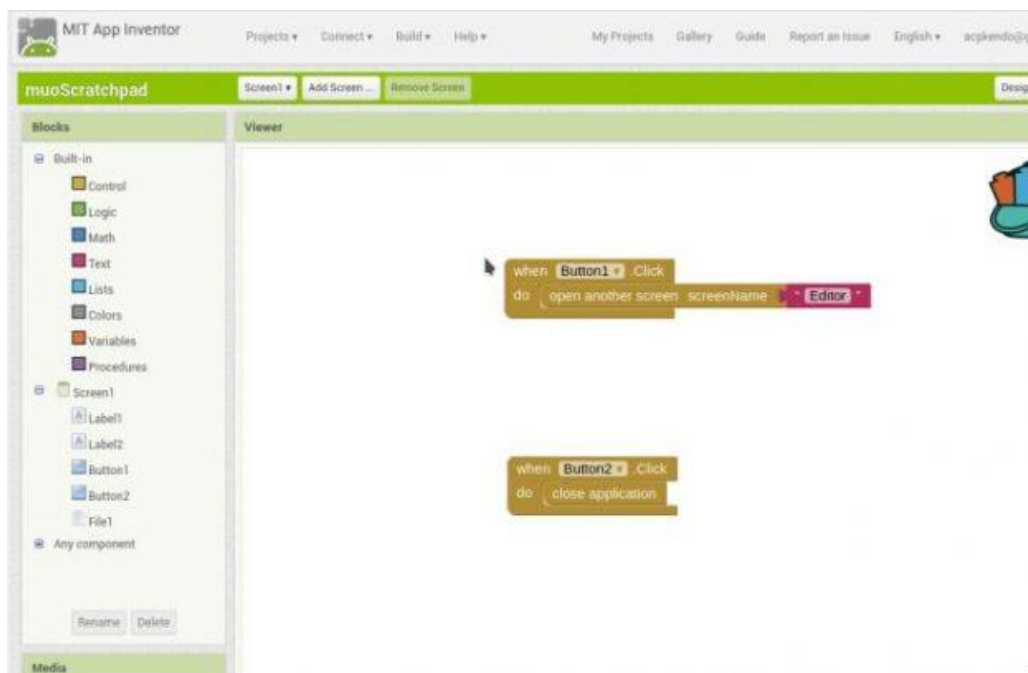 MIT App Inventor
Projects ▾ Connect ▾ Build ▾ Help ▾ My Projects Gallery Guide Report an Issue English ▾ acpkendo@g
muoScratchpad Screen1 ▾ Add Screen ... Remove Screen Desig
Blocks Viewer
Built-in
Control
Logic
Math
Text
Lists
Colors
Variables
Procedures
Screen1
Label1
Label2
Button1
Button2
File1
Any component
Rename Delete
Media
when Button1 ▾ .Click
do open another screen screenName " Editor "
when Button2 ▾ .Click
do close application